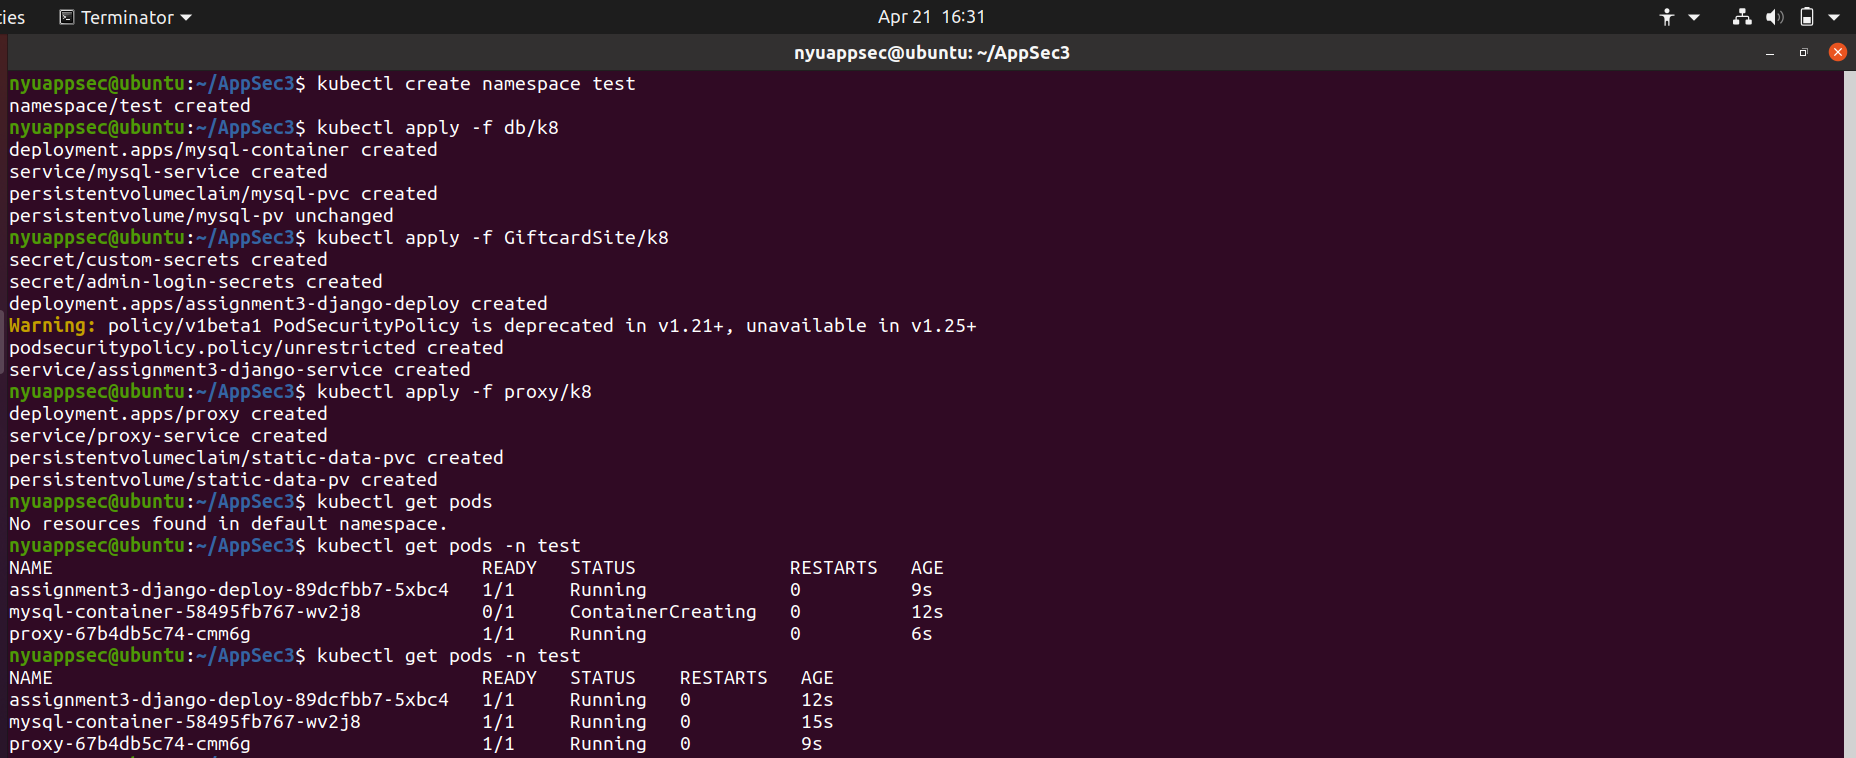 ties Terminator Apr 21 16:31
nyuappsec@ubuntu: ~/AppSec3
nyuappsec@ubuntu:~/AppSec3$ kubectl create namespace test
namespace/test created
nyuappsec@ubuntu:~/AppSec3$ kubectl apply -f db/k8
deployment.apps/mysql-container created
service/mysql-service created
persistentvolumeclaim/mysql-pvc created
persistentvolume/mysql-pv unchanged
nyuappsec@ubuntu:~/AppSec3$ kubectl apply -f GiftcardSite/k8
secret/custom-secrets created
secret/admin-login-secrets created
deployment.apps/assignment3-django-deploy created
Warning: policy/v1beta1 PodSecurityPolicy is deprecated in v1.21+, unavailable in v1.25+
podsecuritypolicy.policy/unrestricted created
service/assignment3-django-service created
nyuappsec@ubuntu:~/AppSec3$ kubectl apply -f proxy/k8
deployment.apps/proxy created
service/proxy-service created
persistentvolumeclaim/static-data-pvc created
persistentvolume/static-data-pv created
nyuappsec@ubuntu:~/AppSec3$ kubectl get pods
No resources found in default namespace.
nyuappsec@ubuntu:~/AppSec3$ kubectl get pods -n test
NAME READY STATUS RESTARTS AGE
assignment3-django-deploy-89dcfbb7-5xbc4 1/1 Running 0 9s
mysql-container-58495fb767-wv2j8 0/1 ContainerCreating 0 12s
proxy-67b4db5c74-cmm6g 1/1 Running 0 6s
nyuappsec@ubuntu:~/AppSec3$ kubectl get pods -n test
NAME READY STATUS RESTARTS AGE
assignment3-django-deploy-89dcfbb7-5xbc4 1/1 Running 0 12s
mysql-container-58495fb767-wv2j8 1/1 Running 0 15s
proxy-67b4db5c74-cmm6g 1/1 Running 0 9s